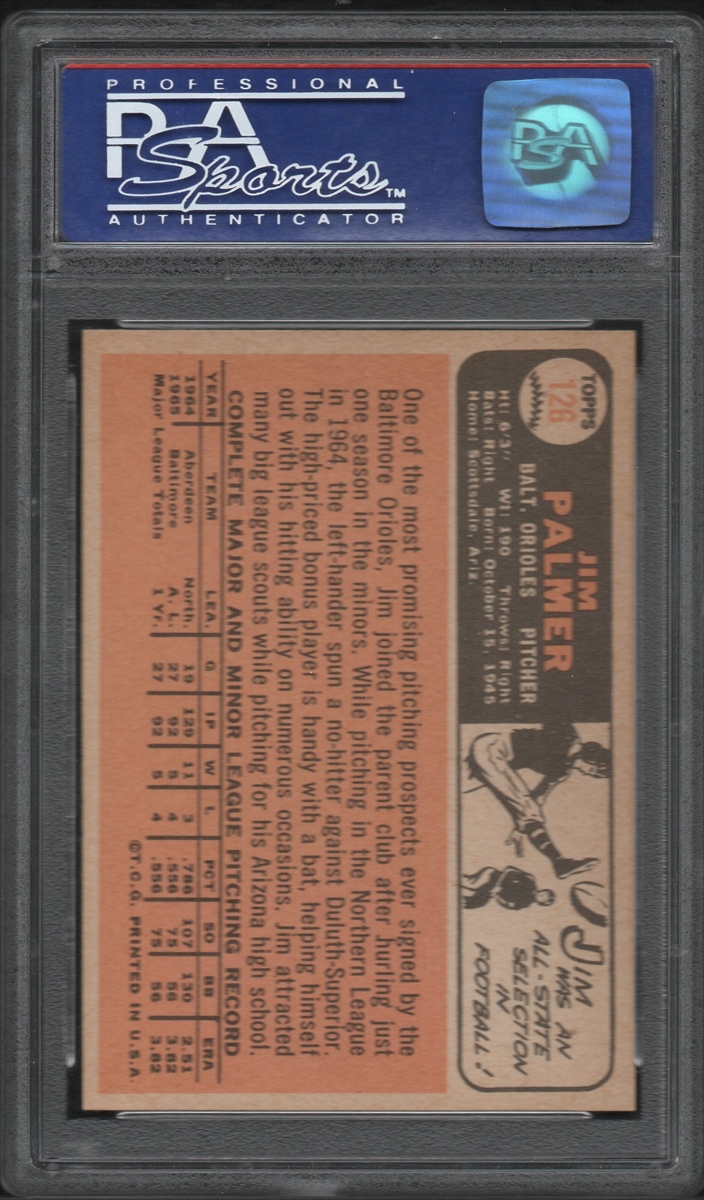 PROFESSIONAL
PSA
Sports™
AUTHENTICATOR
PSA
TOPPS
126
JIM
PALMER
BALT. ORIOLES PITCHER
Ht: 6'3" Wt: 190 Throws: Right
Bats: Right Born: October 15, 1945
Home: Scottsdale, Ariz.
JIM
WAS AN
ALL-STATE
SELECTION
IN
FOOTBALL!
One of the most promising pitching prospects ever signed by the
Baltimore Orioles, Jim joined the parent club after hurling just
one season in the minors. While pitching in the Northern League
in 1964, the left-hander spun a no-hitter against Duluth-Superior.
The high-priced bonus player is handy with a bat, helping himself
out with his hitting ability on numerous occasions. Jim attracted
many big league scouts while pitching for his Arizona high school.
COMPLETE MAJOR AND MINOR LEAGUE PITCHING RECORD
YEAR TEAM LEA. G IP W L PCT SO BB ERA
1964 Aberdeen North. 19 129 11 3 .786 107 130 2.51
1965 Baltimore A. L. 27 92 5 4 .556 75 56 3.82
Major League Totals 1 Yr. 27 92 5 4 .556 75 56 3.82
©T.C.G. PRINTED IN U.S.A.